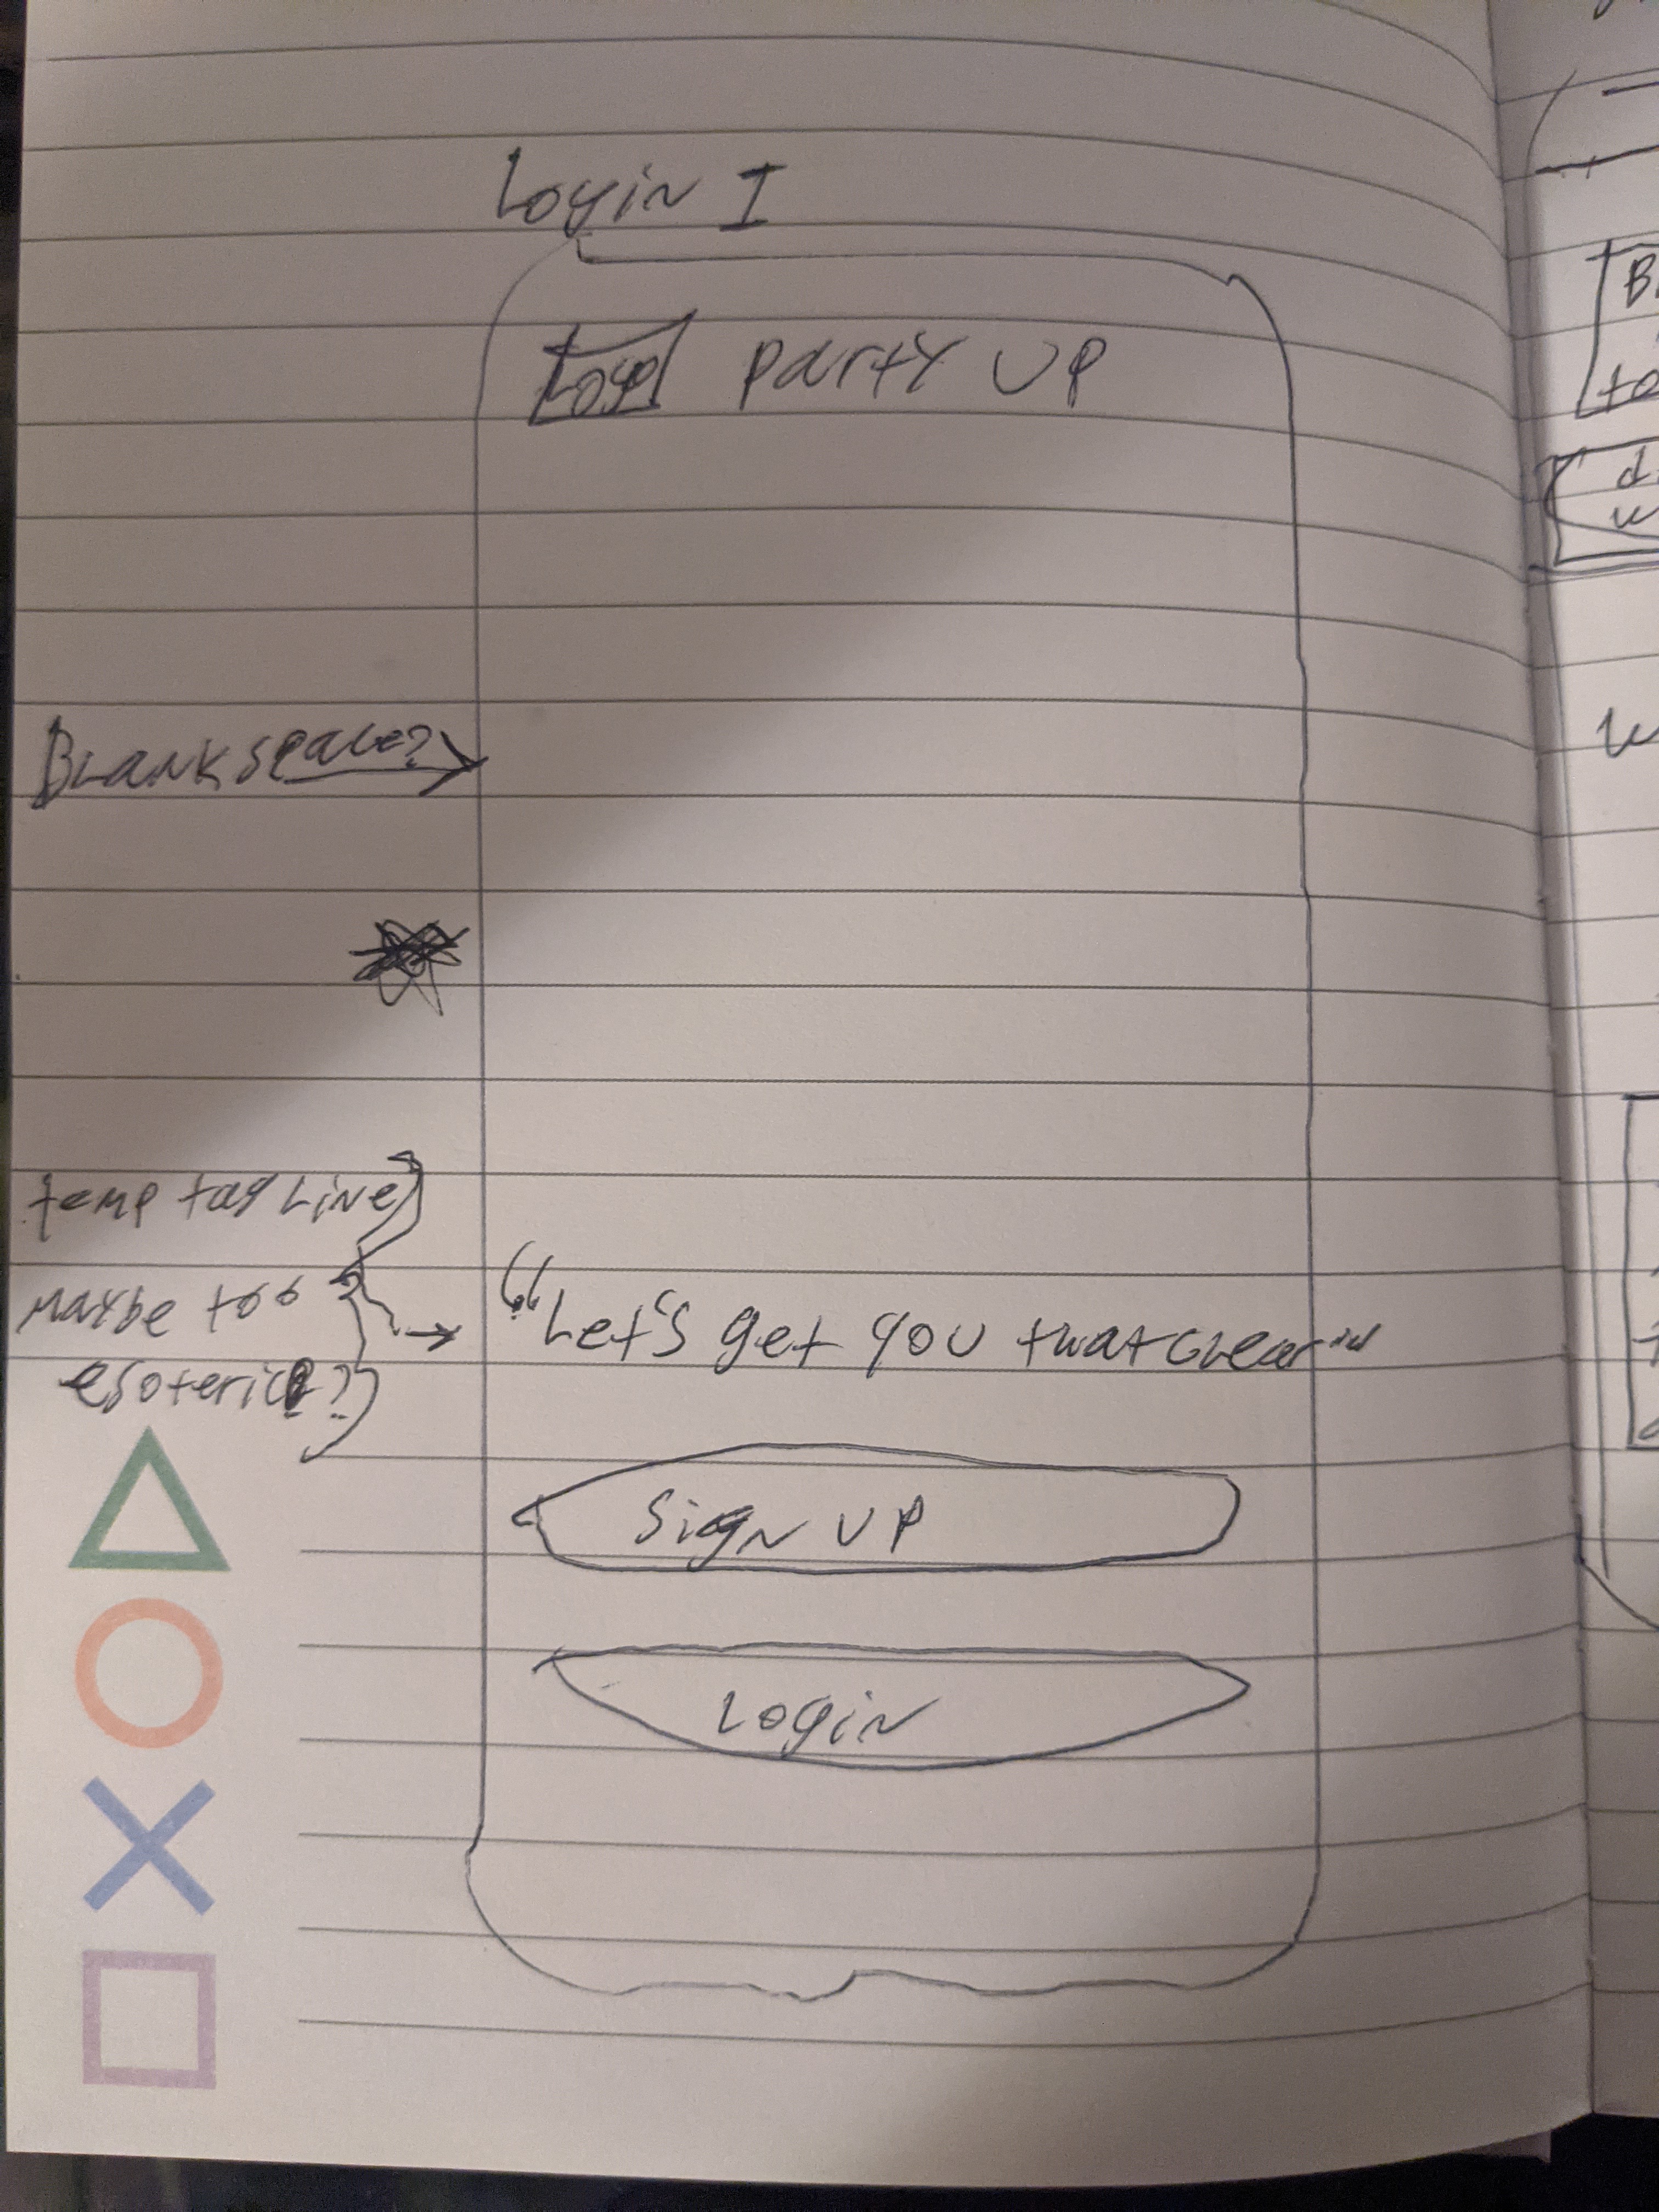 Login I
Logo Party Up
Blank space?
temp tag line
maybe too
esoteric??
"Let's get you that clear"
Sign Up
Login
B
to
d
w
w